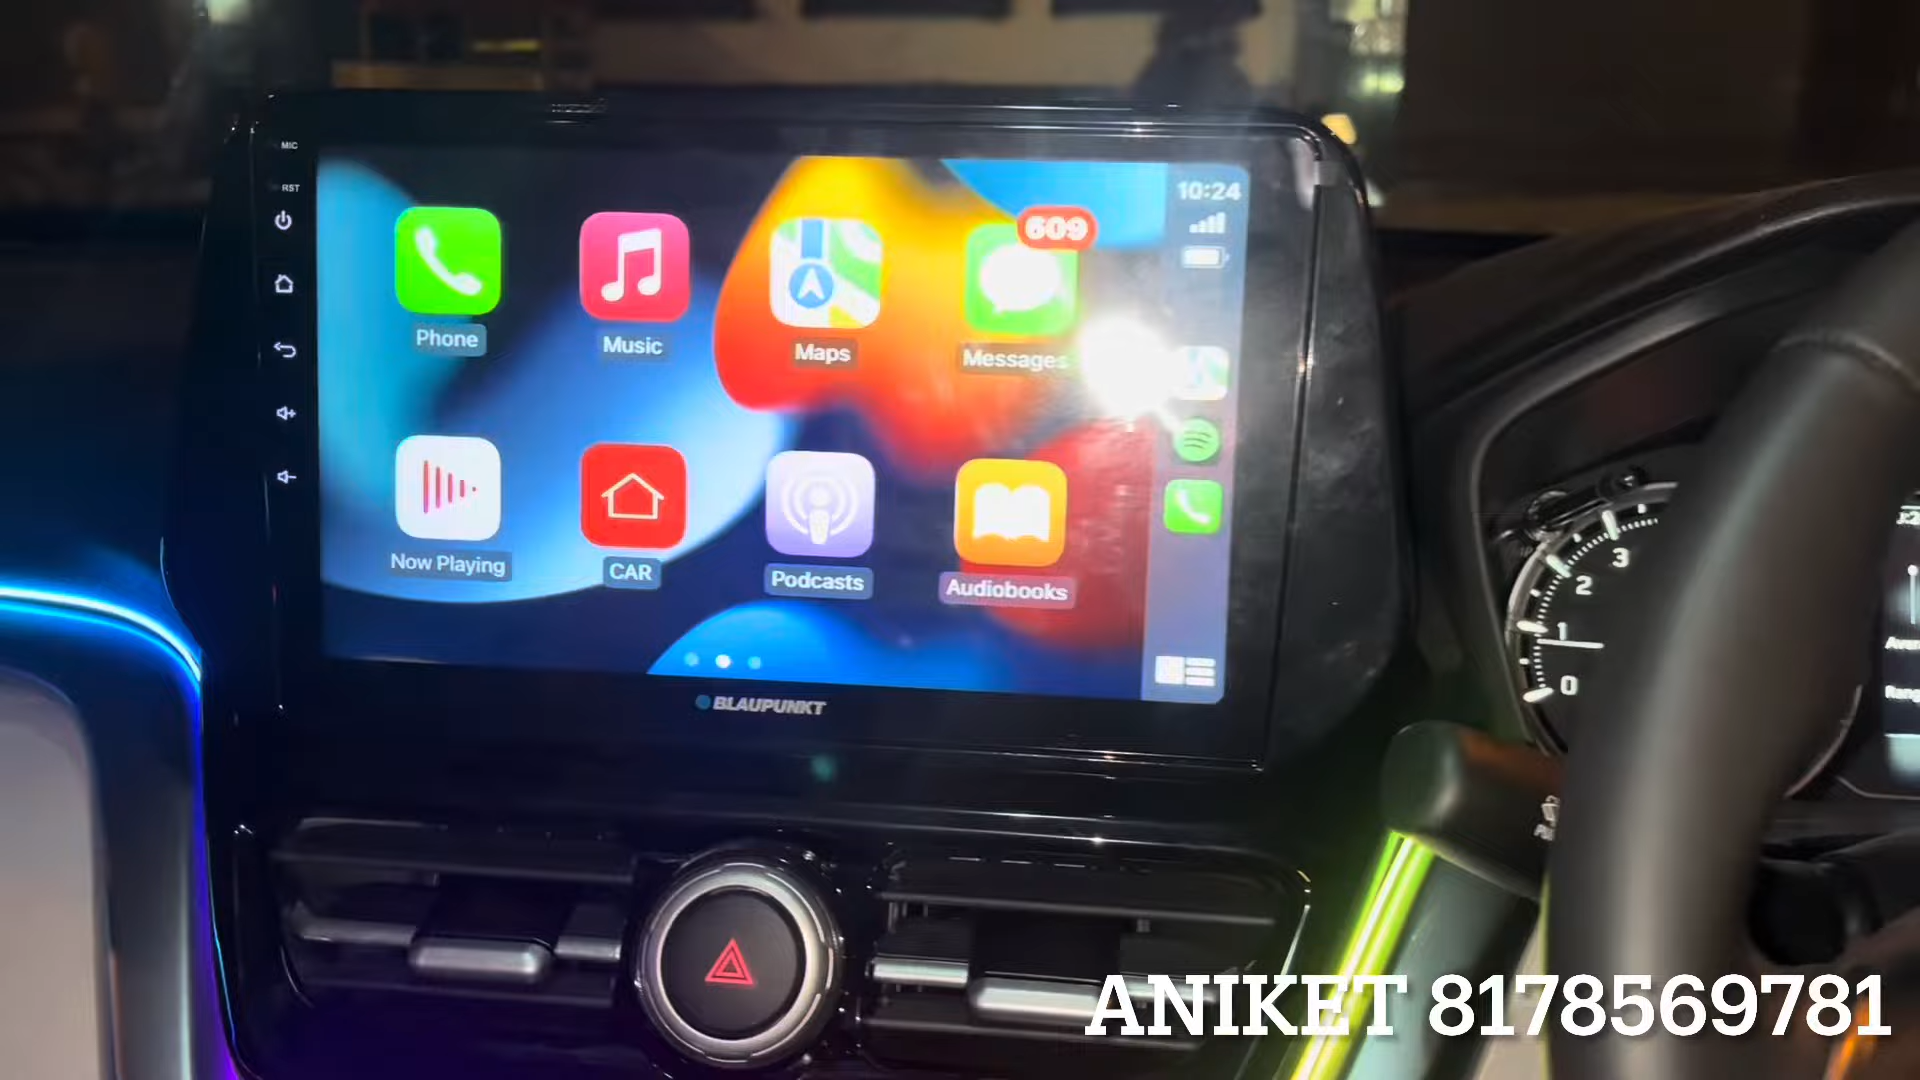 MIC
RST
10:24
609
Phone
Music
Maps
Messages
Now Playing
CAR
Podcasts
Audiobooks
BLAUPUNKT
3
2
1
0
ANIKET 8178569781